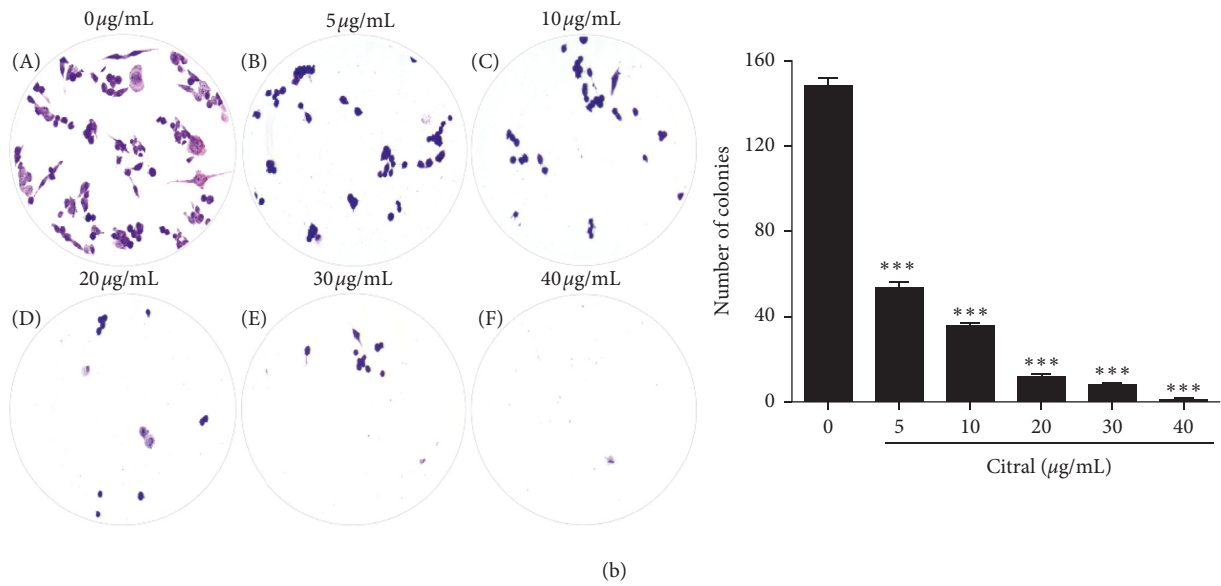 0 μg/mL
5 μg/mL
10 μg/mL
(A)
(B)
(C)
20 μg/mL
30 μg/mL
40 μg/mL
(D)
(E)
(F)
160
120
80
40
0
Number of colonies
***
***
***
***
***
0 5 10 20 30 40
Citral (μg/mL)
(b)